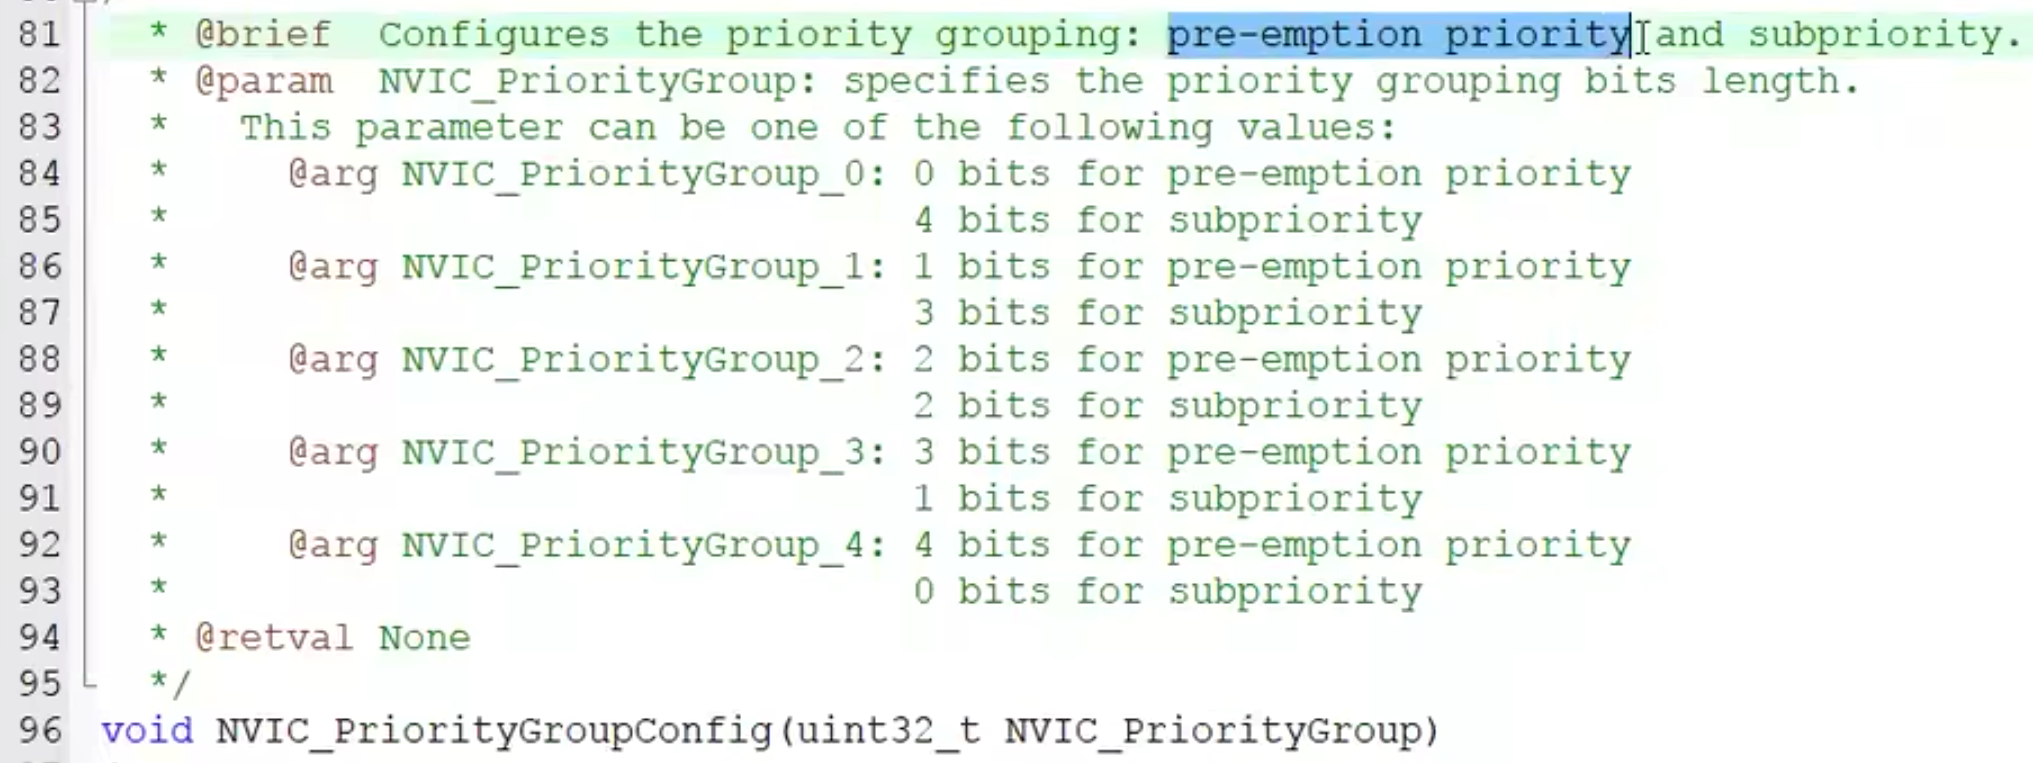 81 * @brief Configures the priority grouping: pre-emption priority and subpriority.
82 * @param NVIC_PriorityGroup: specifies the priority grouping bits length.
83 * This parameter can be one of the following values:
84 * @arg NVIC_PriorityGroup_0: 0 bits for pre-emption priority
85 * 4 bits for subpriority
86 * @arg NVIC_PriorityGroup_1: 1 bits for pre-emption priority
87 * 3 bits for subpriority
88 * @arg NVIC_PriorityGroup_2: 2 bits for pre-emption priority
89 * 2 bits for subpriority
90 * @arg NVIC_PriorityGroup_3: 3 bits for pre-emption priority
91 * 1 bits for subpriority
92 * @arg NVIC_PriorityGroup_4: 4 bits for pre-emption priority
93 * 0 bits for subpriority
94 * @retval None
95 */
96 void NVIC_PriorityGroupConfig(uint32_t NVIC_PriorityGroup)